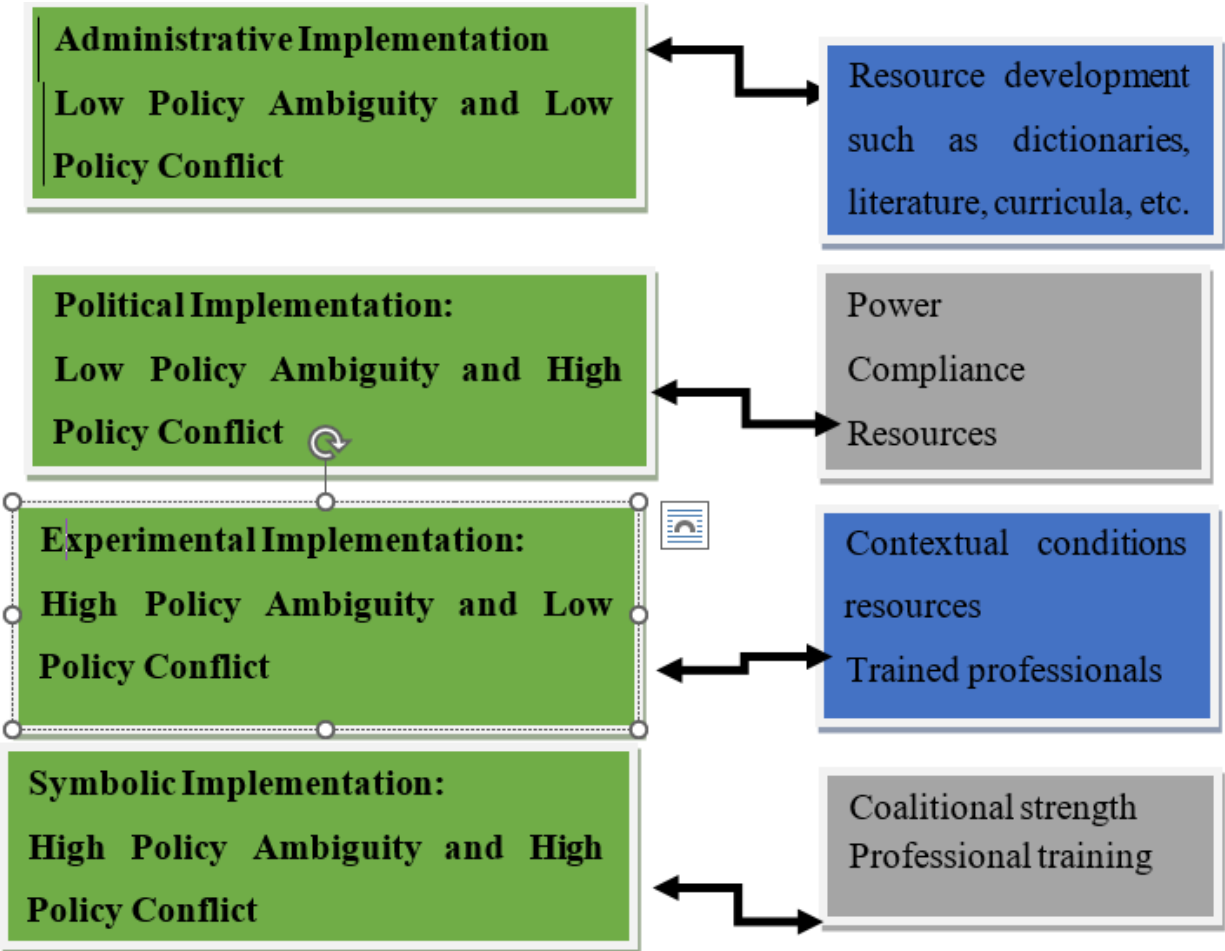 Administrative Implementation
Low Policy Ambiguity and Low
Policy Conflict
Resource development
such as dictionaries,
literature, curricula, etc.
Political Implementation:
Low Policy Ambiguity and High
Policy Conflict
Power
Compliance
Resources
Experimental Implementation:
High Policy Ambiguity and Low
Policy Conflict
Contextual conditions
resources
Trained professionals
Symbolic Implementation:
High Policy Ambiguity and High
Policy Conflict
Coalitional strength
Professional training